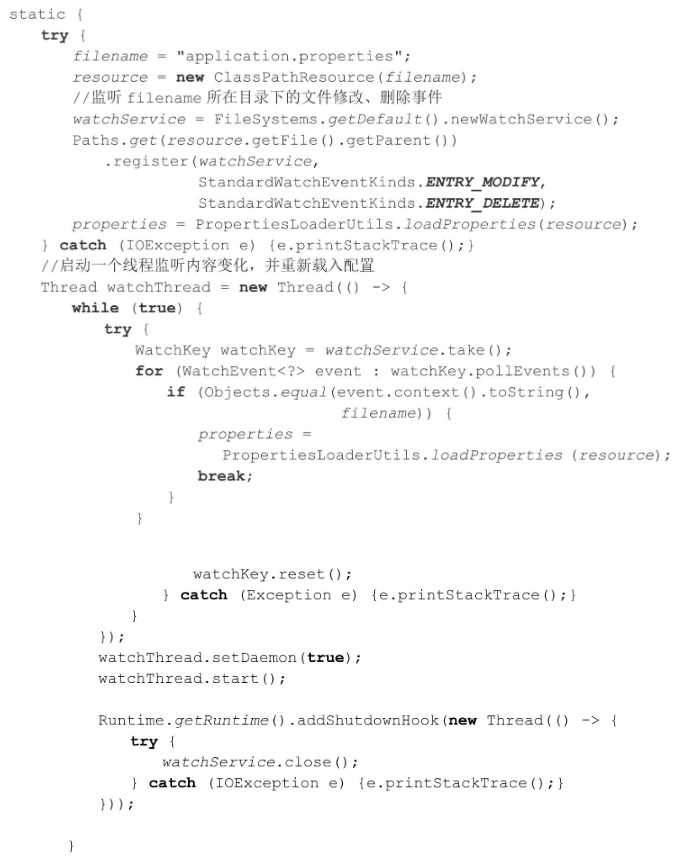 static {
try {
filename = "application.properties";
resource = new ClassPathResource(filename);
//监听 filename 所在目录下的文件修改、删除事件
watchService = FileSystems.getDefault().newWatchService();
Paths.get(resource.getFile().getParent())
.register(watchService,
StandardWatchEventKinds.ENTRY_MODIFY,
StandardWatchEventKinds.ENTRY_DELETE);
properties = PropertiesLoaderUtils.loadProperties(resource);
} catch (IOException e) {e.printStackTrace();}
//启动一个线程监听内容变化，并重新载入配置
Thread watchThread = new Thread(() -> {
while (true) {
try {
WatchKey watchKey = watchService.take();
for (WatchEvent<?> event : watchKey.pollEvents()) {
if (Objects.equal(event.context().toString(),
filename)) {
properties =
PropertiesLoaderUtils.loadProperties (resource);
break;
}
}
watchKey.reset();
} catch (Exception e) {e.printStackTrace();}
}
});
watchThread.setDaemon(true);
watchThread.start();
Runtime.getRuntime().addShutdownHook(new Thread(() -> {
try {
watchService.close();
} catch (IOException e) {e.printStackTrace();}
}));
}